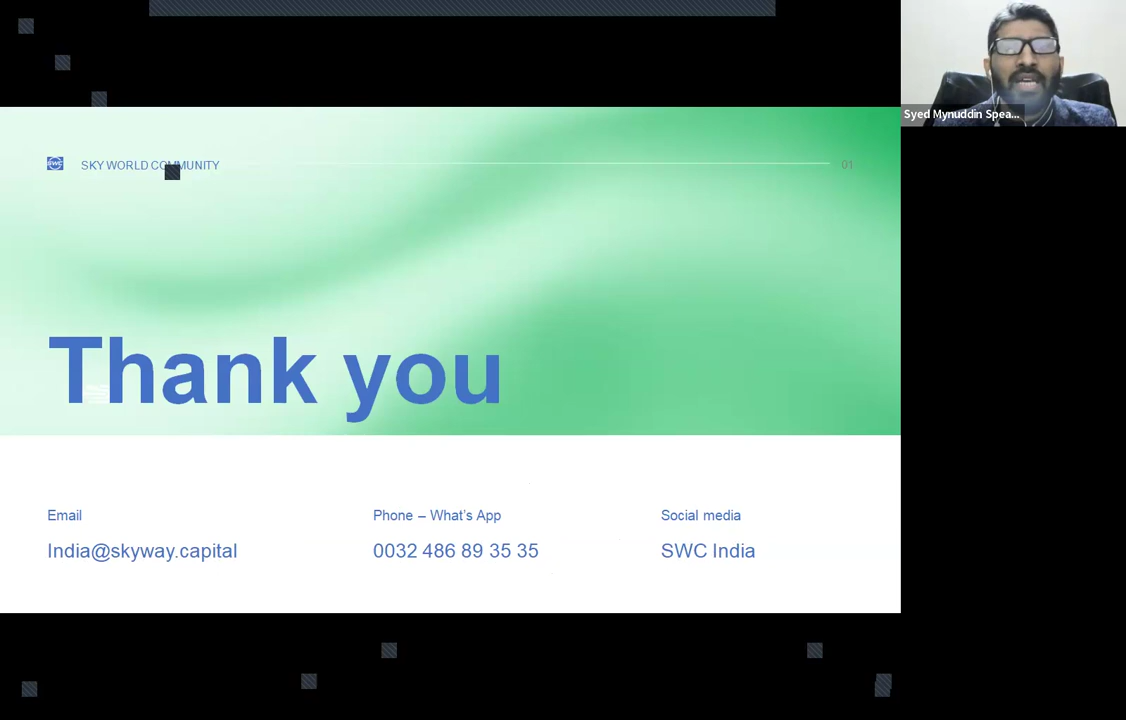 Syed Mynuddin Spea...
SWC
SKY WORLD COMMUNITY
01
Thank you
Email
Phone – What's App
Social media
India@skyway.capital
0032 486 89 35 35
SWC India